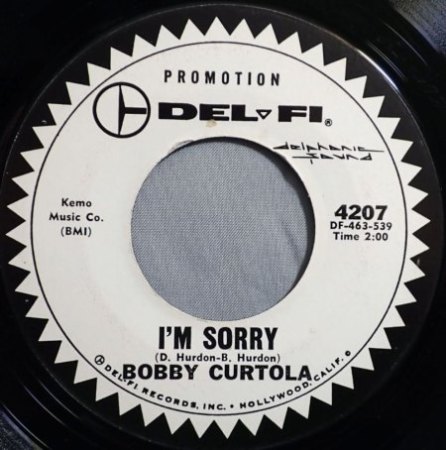 PROMOTION
DEL-FI®
delphonic
sound
Kemo
Music Co.
(BMI)
4207
DF-463-539
Time 2:00
I'M SORRY
(D. Hurdon-B. Hurdon)
BOBBY CURTOLA
© DEL-FI RECORDS, INC. • HOLLYWOOD, CALIF. ©